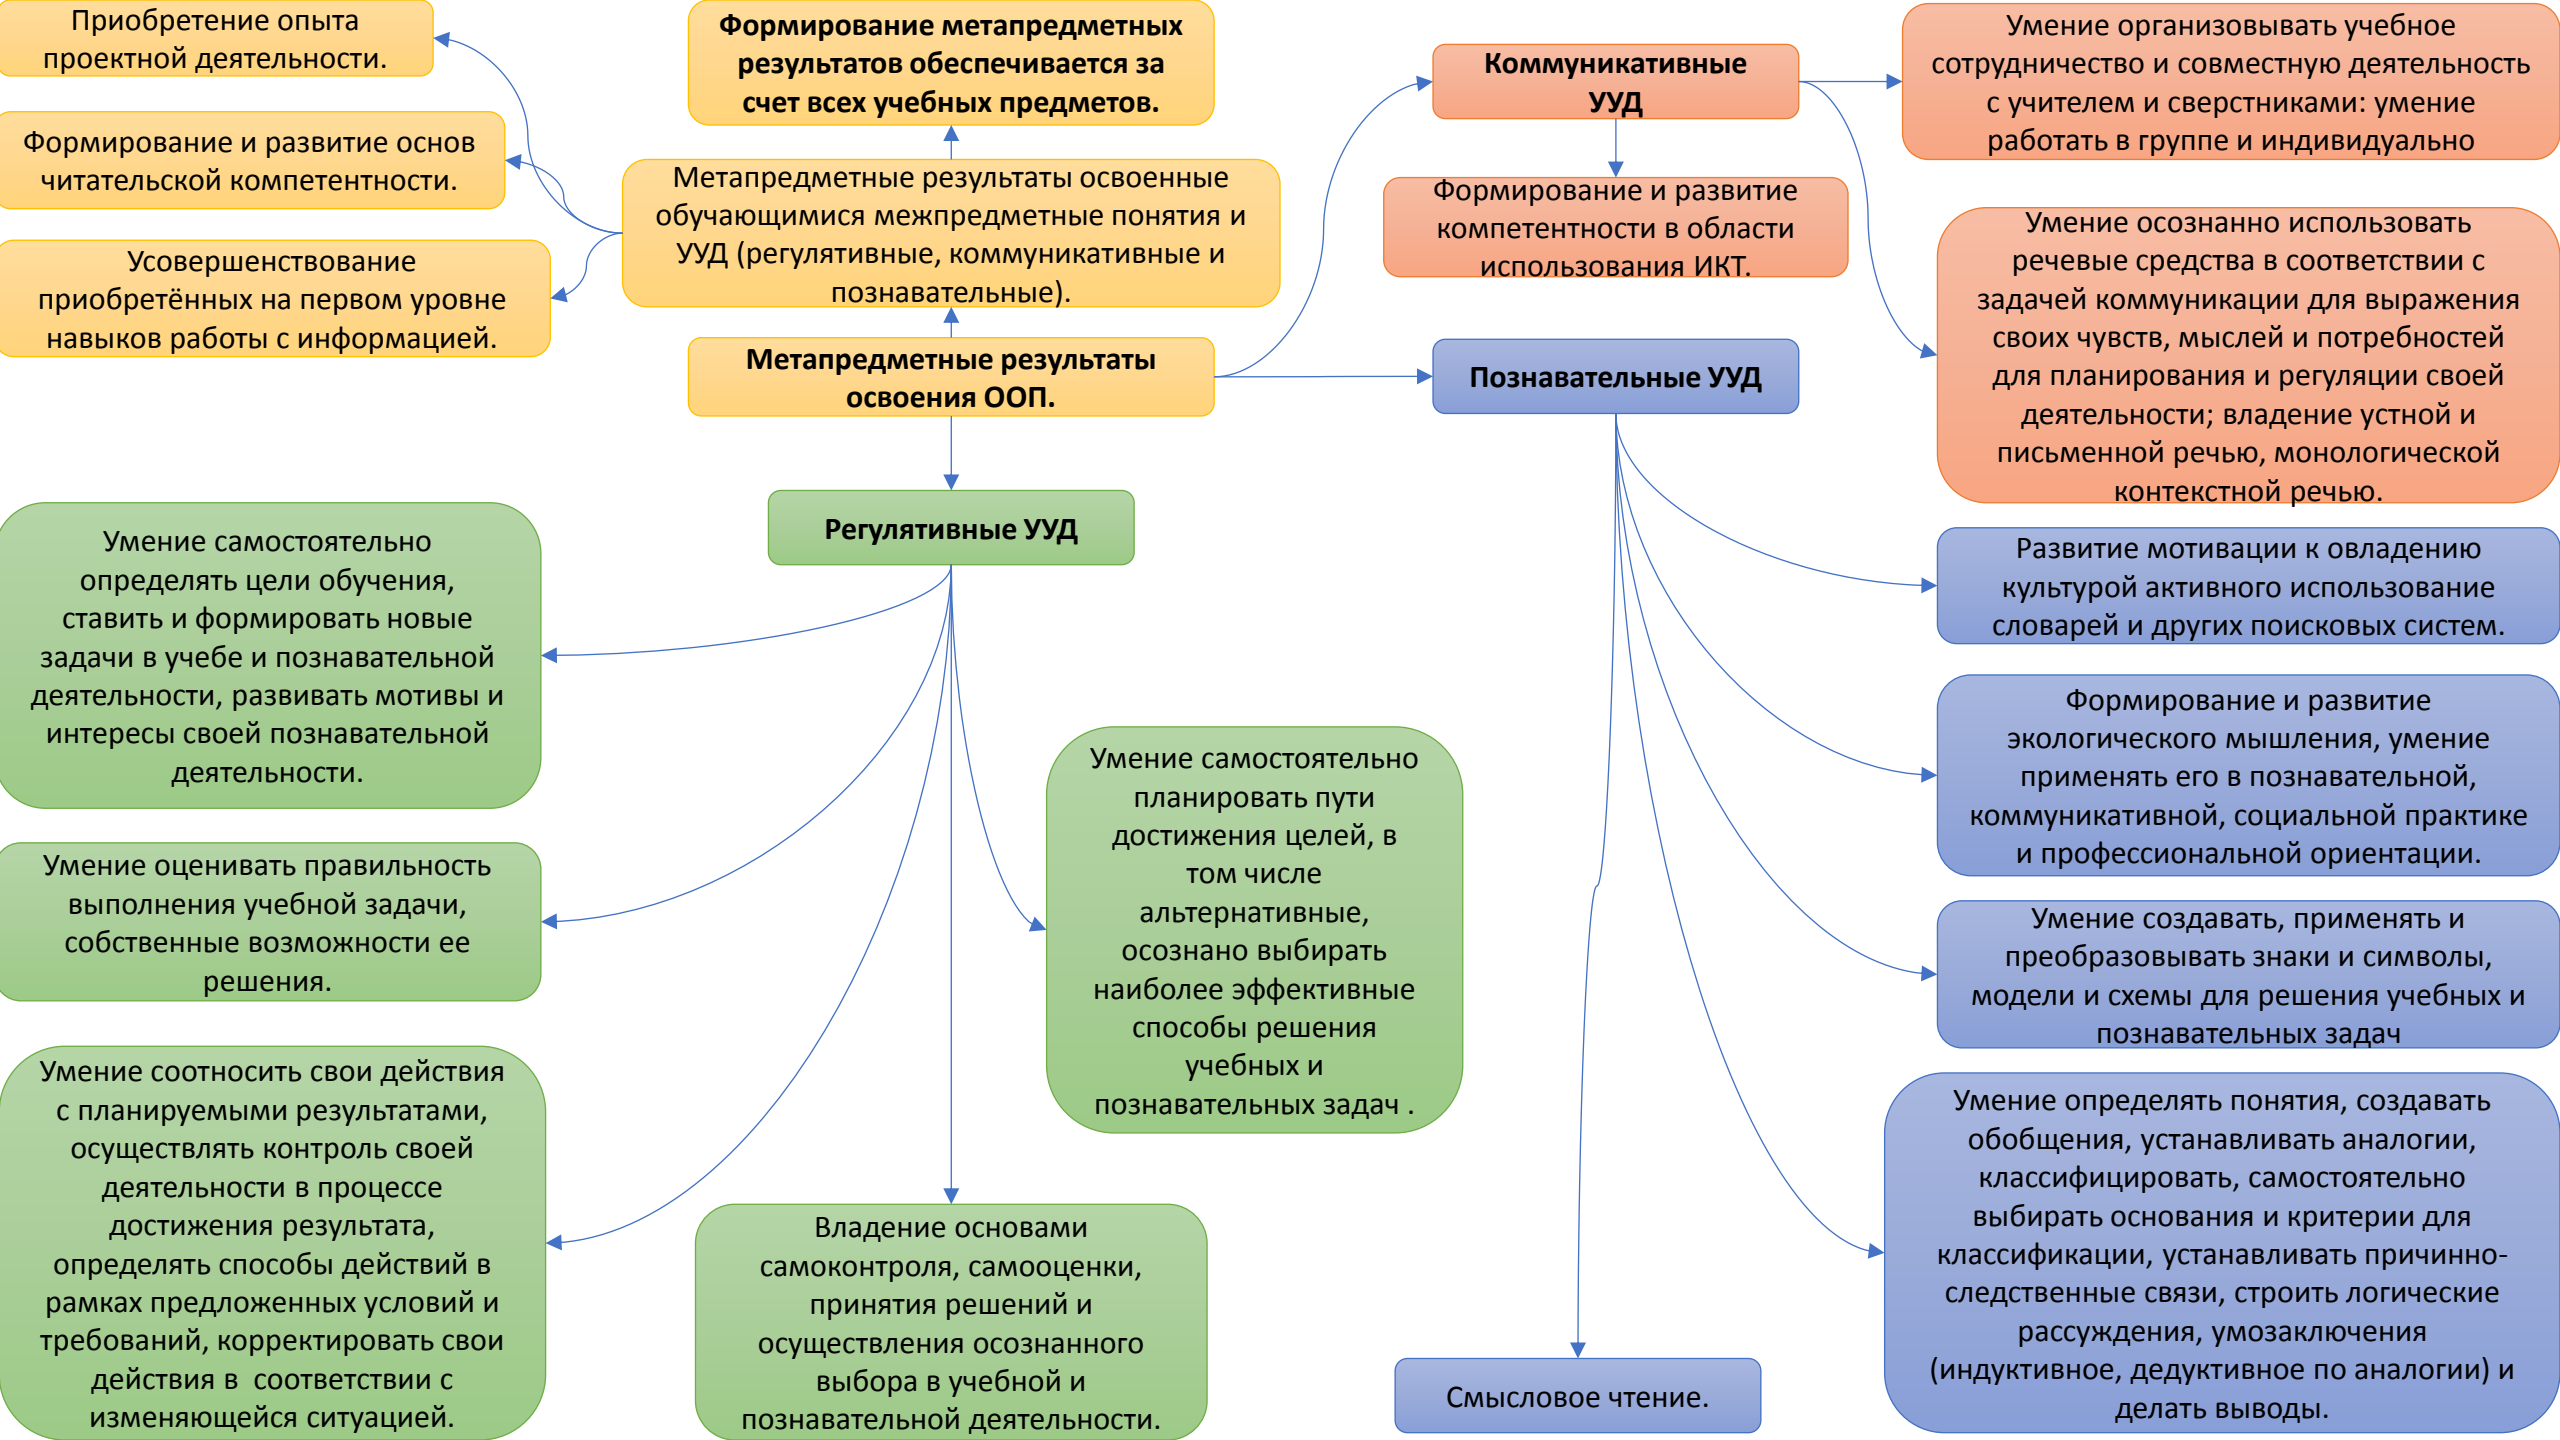 Приобретение опыта
проектной деятельности.
Формирование и развитие основ
читательской компетентности.
Усовершенствование
приобретённых на первом уровне
навыков работы с информацией.
Формирование метапредметных
результатов обеспечивается за
счет всех учебных предметов.
Метапредметные результаты освоенные
обучающимися межпредметные понятия и
УУД (регулятивные, коммуникативные и
познавательные).
Метапредметные результаты
освоения ООП.
Коммуникативные
УУД
Формирование и развитие
компетентности в области
использования ИКТ.
Умение организовывать учебное
сотрудничество и совместную деятельность
с учителем и сверстниками: умение
работать в группе и индивидуально
Умение осознанно использовать
речевые средства в соответствии с
задачей коммуникации для выражения
своих чувств, мыслей и потребностей
для планирования и регуляции своей
деятельности; владение устной и
письменной речью, монологической
контекстной речью.
Познавательные УУД
Развитие мотивации к овладению
культурой активного использование
словарей и других поисковых систем.
Формирование и развитие
экологического мышления, умение
применять его в познавательной,
коммуникативной, социальной практике
и профессиональной ориентации.
Умение создавать, применять и
преобразовывать знаки и символы,
модели и схемы для решения учебных и
познавательных задач
Умение определять понятия, создавать
обобщения, устанавливать аналогии,
классифицировать, самостоятельно
выбирать основания и критерии для
классификации, устанавливать причинно-
следственные связи, строить логические
рассуждения, умозаключения
(индуктивное, дедуктивное по аналогии) и
делать выводы.
Смысловое чтение.
Регулятивные УУД
Умение самостоятельно
определять цели обучения,
ставить и формировать новые
задачи в учебе и познавательной
деятельности, развивать мотивы и
интересы своей познавательной
деятельности.
Умение оценивать правильность
выполнения учебной задачи,
собственные возможности ее
решения.
Умение соотносить свои действия
с планируемыми результатами,
осуществлять контроль своей
деятельности в процессе
достижения результата,
определять способы действий в
рамках предложенных условий и
требований, корректировать свои
действия в  соответствии с
изменяющейся ситуацией.
Владение основами
самоконтроля, самооценки,
принятия решений и
осуществления осознанного
выбора в учебной и
познавательной деятельности.
Умение самостоятельно
планировать пути
достижения целей, в
том числе
альтернативные,
осознано выбирать
наиболее эффективные
способы решения
учебных и
познавательных задач .